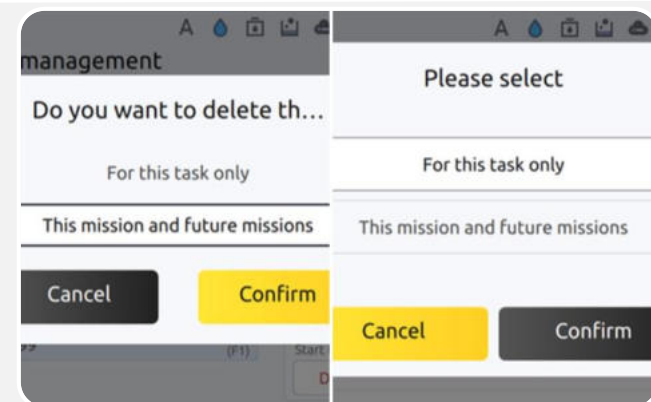 A
management
Do you want to delete th...
For this task only
This mission and future missions
Cancel
Confirm
(F1)
Start
D
A
Please select
For this task only
This mission and future missions
Cancel
Confirm